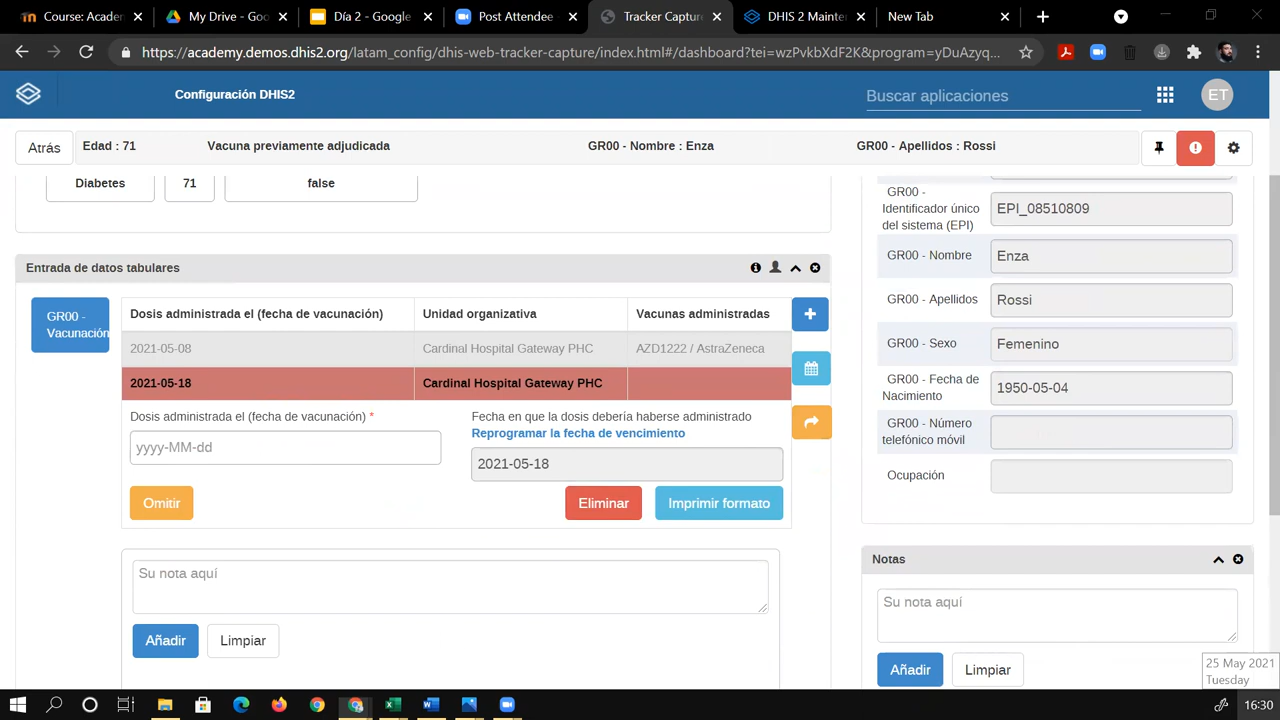 Course: Acader
My Drive - Goo
Día 2 - Google
Post Attendee
Tracker Capture
DHIS 2 Mainter
New Tab
https://academy.demos.dhis2.org/latam_config/dhis-web-tracker-capture/index.html#/dashboard?tei=wzPvkbXdF2K&program=yDuAzyq...
Configuración DHIS2
Buscar aplicaciones
ET
Atrás
Edad : 71
Vacuna previamente adjudicada
GR00 - Nombre : Enza
GR00 - Apellidos : Rossi
Diabetes
71
false
GR00 -
Identificador único
del sistema (EPI)
EPI_08510809
GR00 - Nombre
Enza
GR00 - Apellidos
Rossi
GR00 - Sexo
Femenino
GR00 - Fecha de
Nacimiento
1950-05-04
GR00 - Número
telefónico móvil
Ocupación
Entrada de datos tabulares
GR00 -
Vacunación
Dosis administrada el (fecha de vacunación)
Unidad organizativa
Vacunas administradas
2021-05-08
Cardinal Hospital Gateway PHC
AZD1222 / AstraZeneca
2021-05-18
Cardinal Hospital Gateway PHC
Dosis administrada el (fecha de vacunación) *
yyyy-MM-dd
Fecha en que la dosis debería haberse administrado
Reprogramar la fecha de vencimiento
2021-05-18
Omitir
Eliminar
Imprimir formato
Su nota aquí
Añadir
Limpiar
Notas
Su nota aquí
Añadir
Limpiar
25 May 2021
Tuesday
16:30